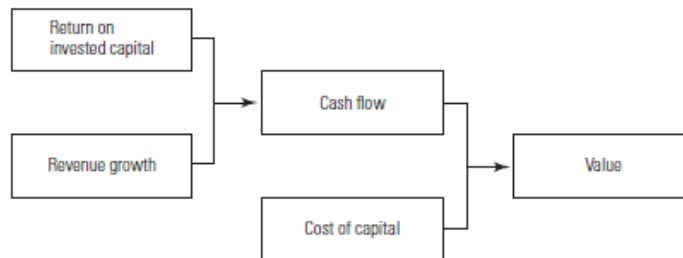 Return on
invested capital
Cash flow
Revenue growth
Value
Cost of capital